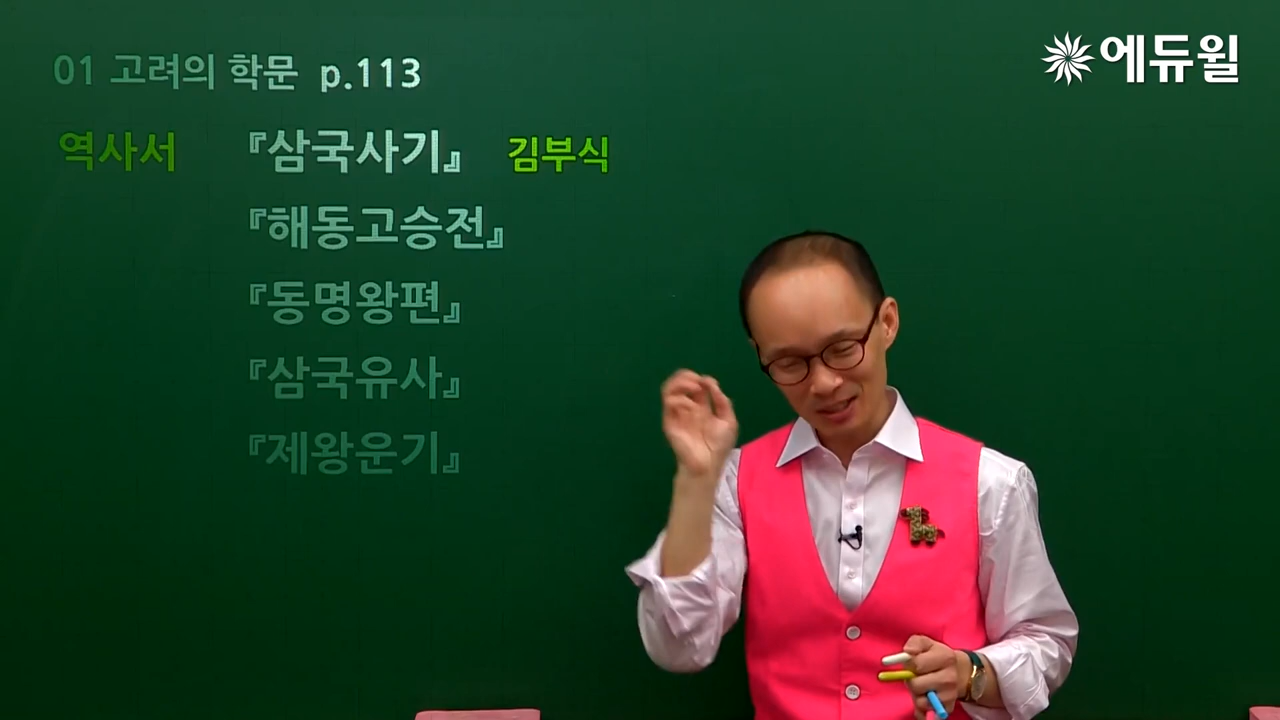 01 고려의 학문 p.113
에듀윌
역사서 『삼국사기』 김부식
『해동고승전』
『동명왕편』
『삼국유사』
『제왕운기』